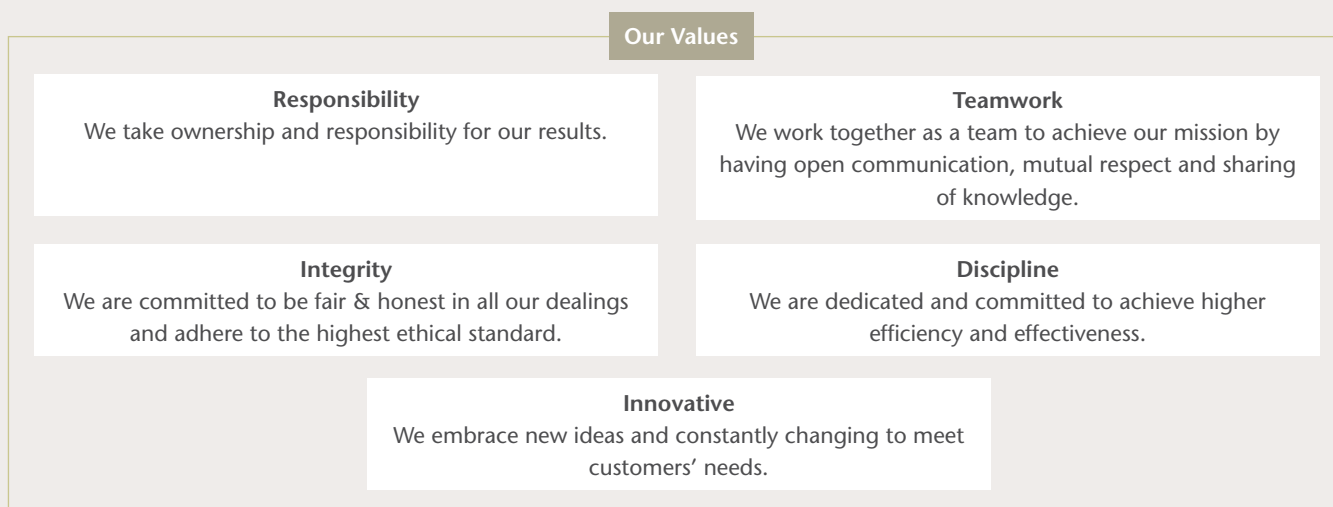 Our Values
Responsibility
We take ownership and responsibility for our results.
Teamwork
We work together as a team to achieve our mission by
having open communication, mutual respect and sharing
of knowledge.
Integrity
We are committed to be fair & honest in all our dealings
and adhere to the highest ethical standard.
Discipline
We are dedicated and committed to achieve higher
efficiency and effectiveness.
Innovative
We embrace new ideas and constantly changing to meet
customers’ needs.